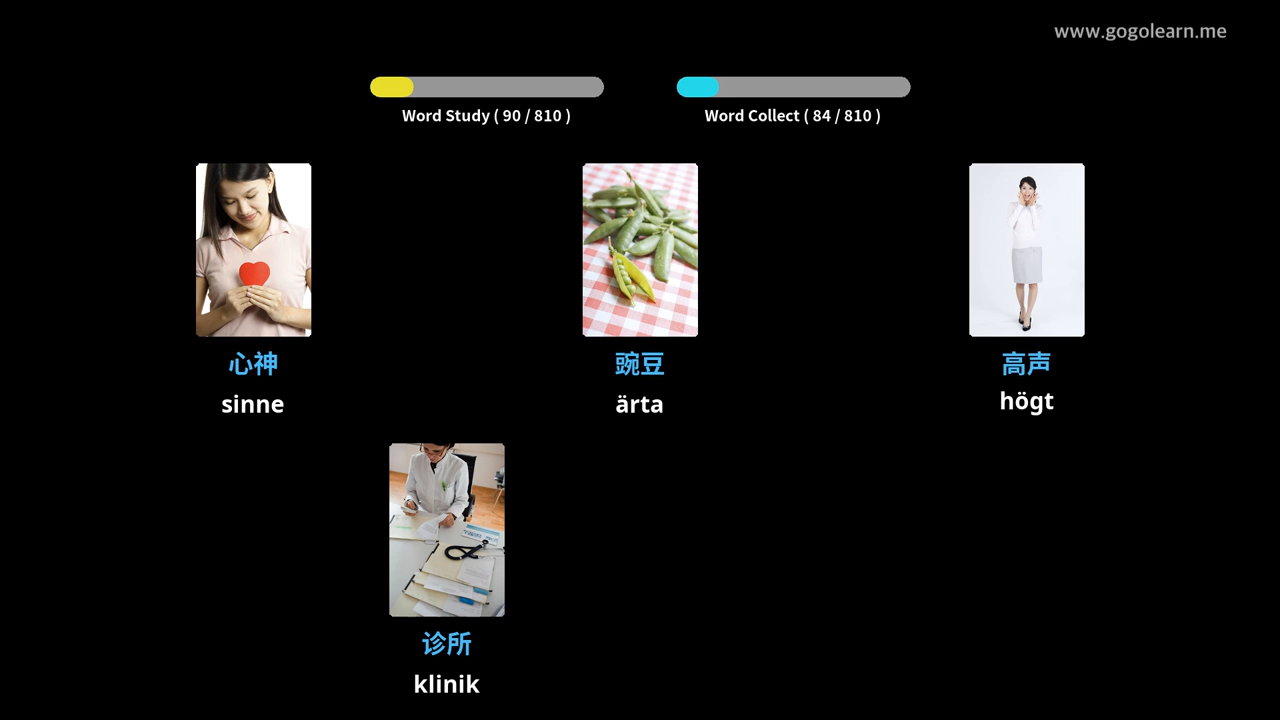 www.gogolearn.me
Word Study ( 90 / 810 )
Word Collect ( 84 / 810 )
心神
sinne
豌豆
ärta
高声
högt
诊所
klinik